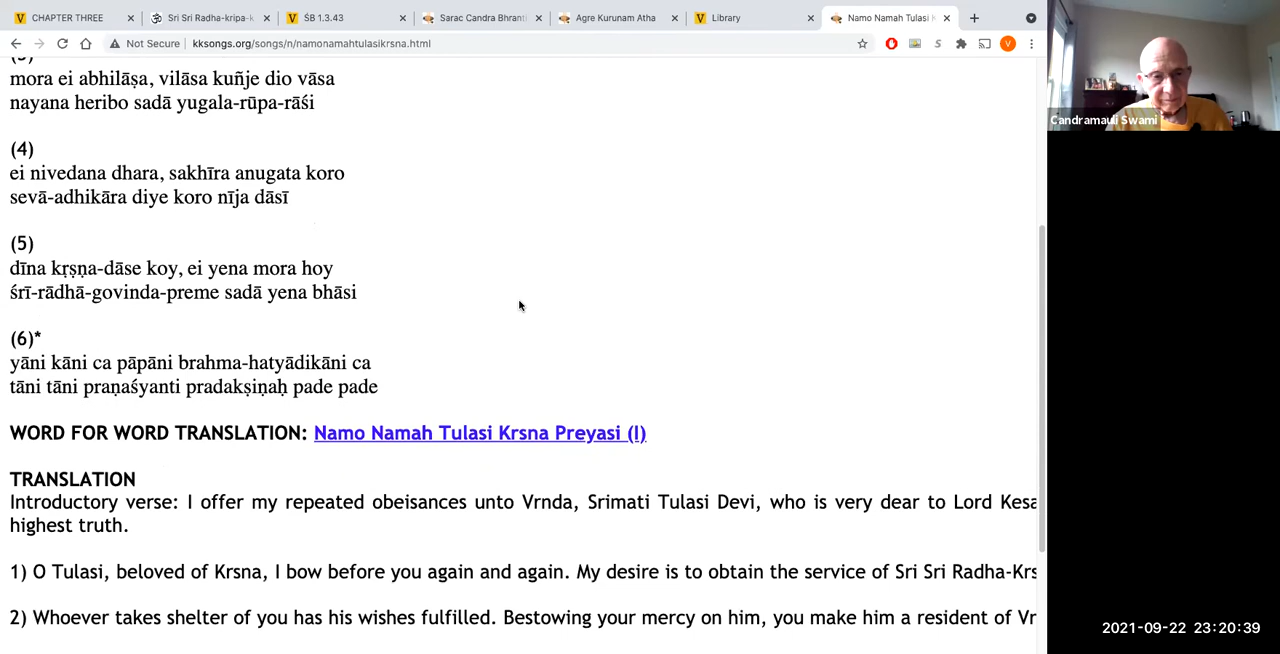 CHAPTER THREE
Sri Sri Radha-kripa-k
ŚB 1.3.43
Sarac Candra Bhranti
Agre Kurunam Atha
Library
Namo Namah Tulasi K
Not Secure
kksongs.org/songs/n/namonamahtulasikrsna.html
V
Candramauli Swami
mora ei abhilāṣa, vilāsa kuñje dio vāsa
nayana heribo sadā yugala-rūpa-rāśi
(4)
ei nivedana dhara, sakhīra anugata koro
sevā-adhikāra diye koro nīja dāsī
(5)
dīna kṛṣṇa-dāse koy, ei yena mora hoy
śrī-rādhā-govinda-preme sadā yena bhāsi
(6)*
yāni kāni ca pāpāni brahma-hatyādikāni ca
tāni tāni praṇaśyanti pradakṣiṇaḥ pade pade
WORD FOR WORD TRANSLATION: Namo Namah Tulasi Krsna Preyasi (I)
TRANSLATION
Introductory verse: I offer my repeated obeisances unto Vrnda, Srimati Tulasi Devi, who is very dear to Lord Kesa
highest truth.
1) O Tulasi, beloved of Krsna, I bow before you again and again. My desire is to obtain the service of Sri Sri Radha-Krs
2) Whoever takes shelter of you has his wishes fulfilled. Bestowing your mercy on him, you make him a resident of Vr
2021-09-22 23:20:39